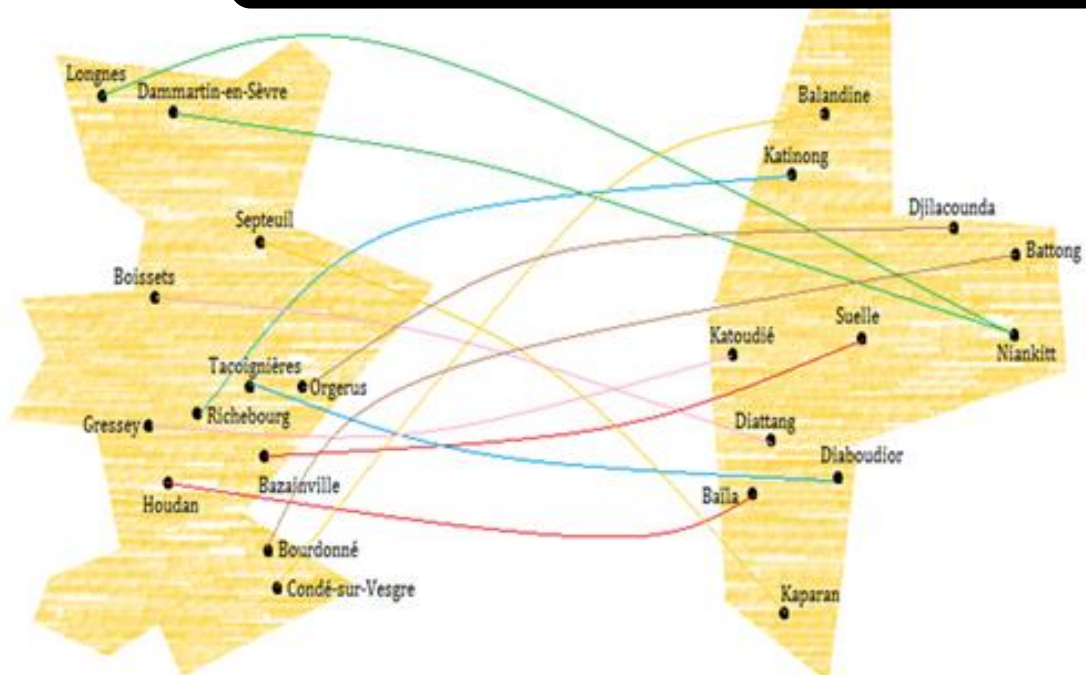 Longnes
Dammartin-en-Sèvre
Balandine
Katinong
Septeuil
Djilacounda
Battong
Boissets
Suelle
Katoudié
Niankitt
Tacoignières
Orgerus
Richebourg
Gressey
Diattang
Diaboudior
Bazainville
Baïla
Houdan
Bourdonné
Condé-sur-Vesgre
Kaparan